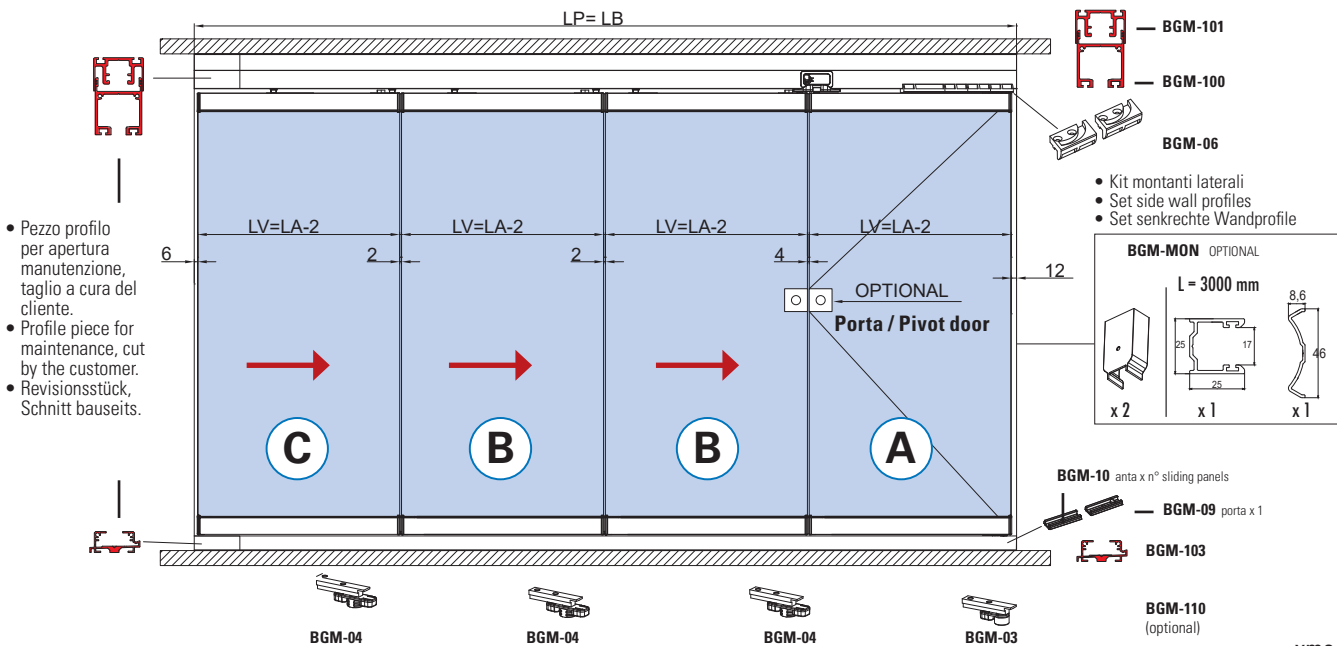 LP= LB
BGM-101
BGM-100
BGM-06
• Kit montanti laterali
• Set side wall profiles
• Set senkrechte Wandprofile
• Pezzo profilo
per apertura
manutenzione,
taglio a cura del
cliente.
• Profile piece for
maintenance, cut
by the customer.
• Revisionsstück,
Schnitt bauseits.
LV=LA-2
LV=LA-2
LV=LA-2
LV=LA-2
6
2
2
4
12
OPTIONAL
Porta / Pivot door
BGM-MON OPTIONAL
L = 3000 mm
8,6
25
17
46
25
x 2
x 1
x 1
C
B
B
A
BGM-10 anta x n° sliding panels
BGM-09 porta x 1
BGM-103
BGM-110
(optional)
BGM-04
BGM-04
BGM-04
BGM-03